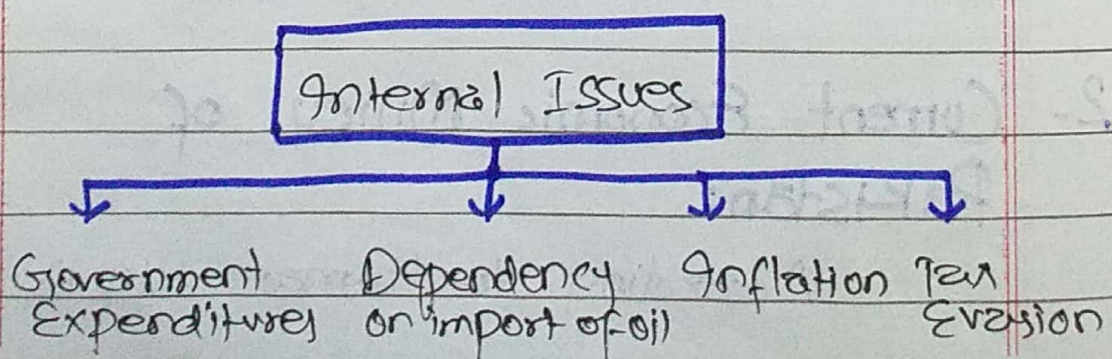 Internal Issues
Government Dependency Inflation Tax
Expenditures on import of oil Evasion